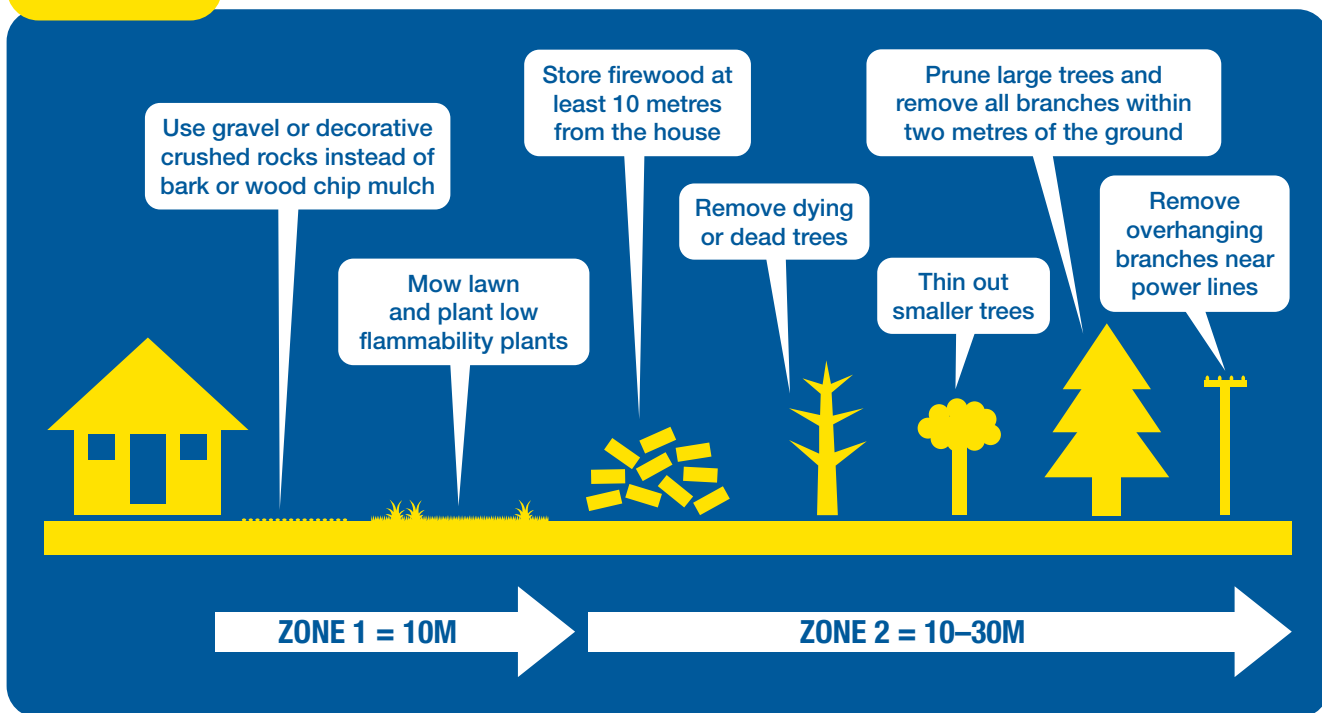 Use gravel or decorative
crushed rocks instead of
bark or wood chip mulch
Mow lawn
and plant low
flammability plants
Store firewood at
least 10 metres
from the house
Remove dying
or dead trees
Thin out
smaller trees
Prune large trees and
remove all branches within
two metres of the ground
Remove
overhanging
branches near
power lines
ZONE 1 = 10M
ZONE 2 = 10–30M